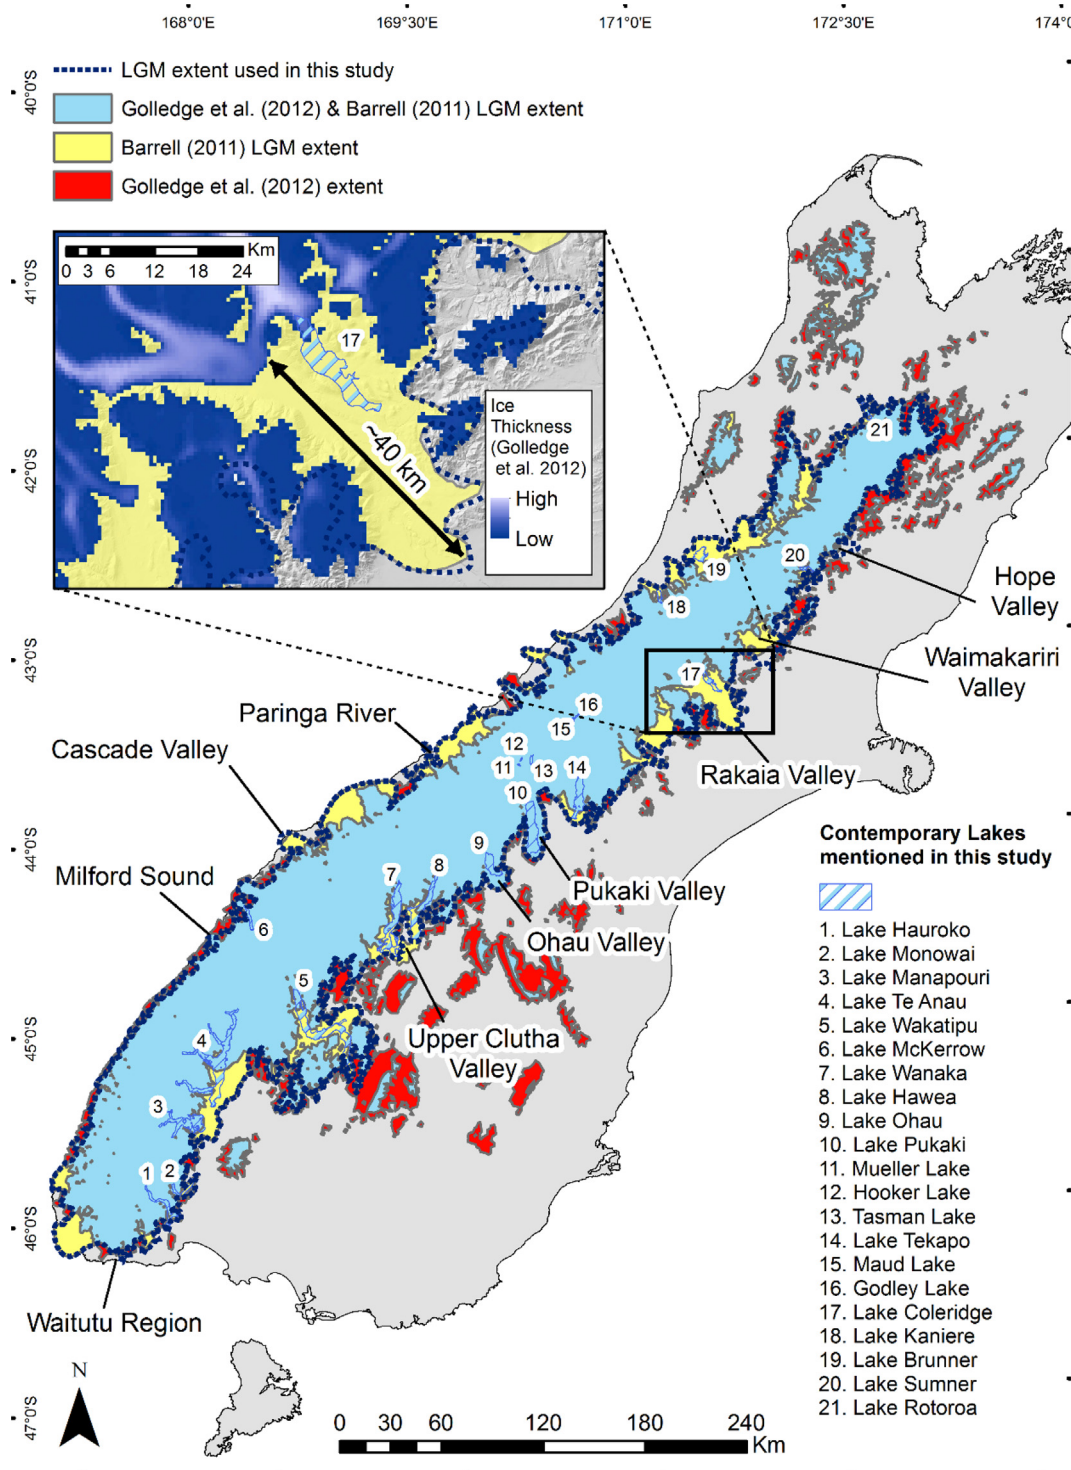 168°0'E
169°30'E
171°0'E
172°30'E
174°0
40°0'S
41°0'S
42°0'S
43°0'S
44°0'S
45°0'S
46°0'S
47°0'S
LGM extent used in this study
Golledge et al. (2012) & Barrell (2011) LGM extent
Barrell (2011) LGM extent
Golledge et al. (2012) extent
Km
0 3 6 12 18 24
17
~40 km
Ice
Thickness
(Golledge
et al. 2012)
High
Low
21
20
19
18
17
16
15
12
11
13
14
10
9
8
7
6
5
4
3
2
1
Hope
Valley
Waimakariri
Valley
Rakaia Valley
Paringa River
Cascade Valley
Milford Sound
Pukaki Valley
Ohau Valley
Upper Clutha
Valley
Waitutu Region
Contemporary Lakes
mentioned in this study
1. Lake Hauroko
2. Lake Monowai
3. Lake Manapouri
4. Lake Te Anau
5. Lake Wakatipu
6. Lake McKerrow
7. Lake Wanaka
8. Lake Hawea
9. Lake Ohau
10. Lake Pukaki
11. Mueller Lake
12. Hooker Lake
13. Tasman Lake
14. Lake Tekapo
15. Maud Lake
16. Godley Lake
17. Lake Coleridge
18. Lake Kaniere
19. Lake Brunner
20. Lake Sumner
21. Lake Rotoroa
N
0 30 60 120 180 240
Km